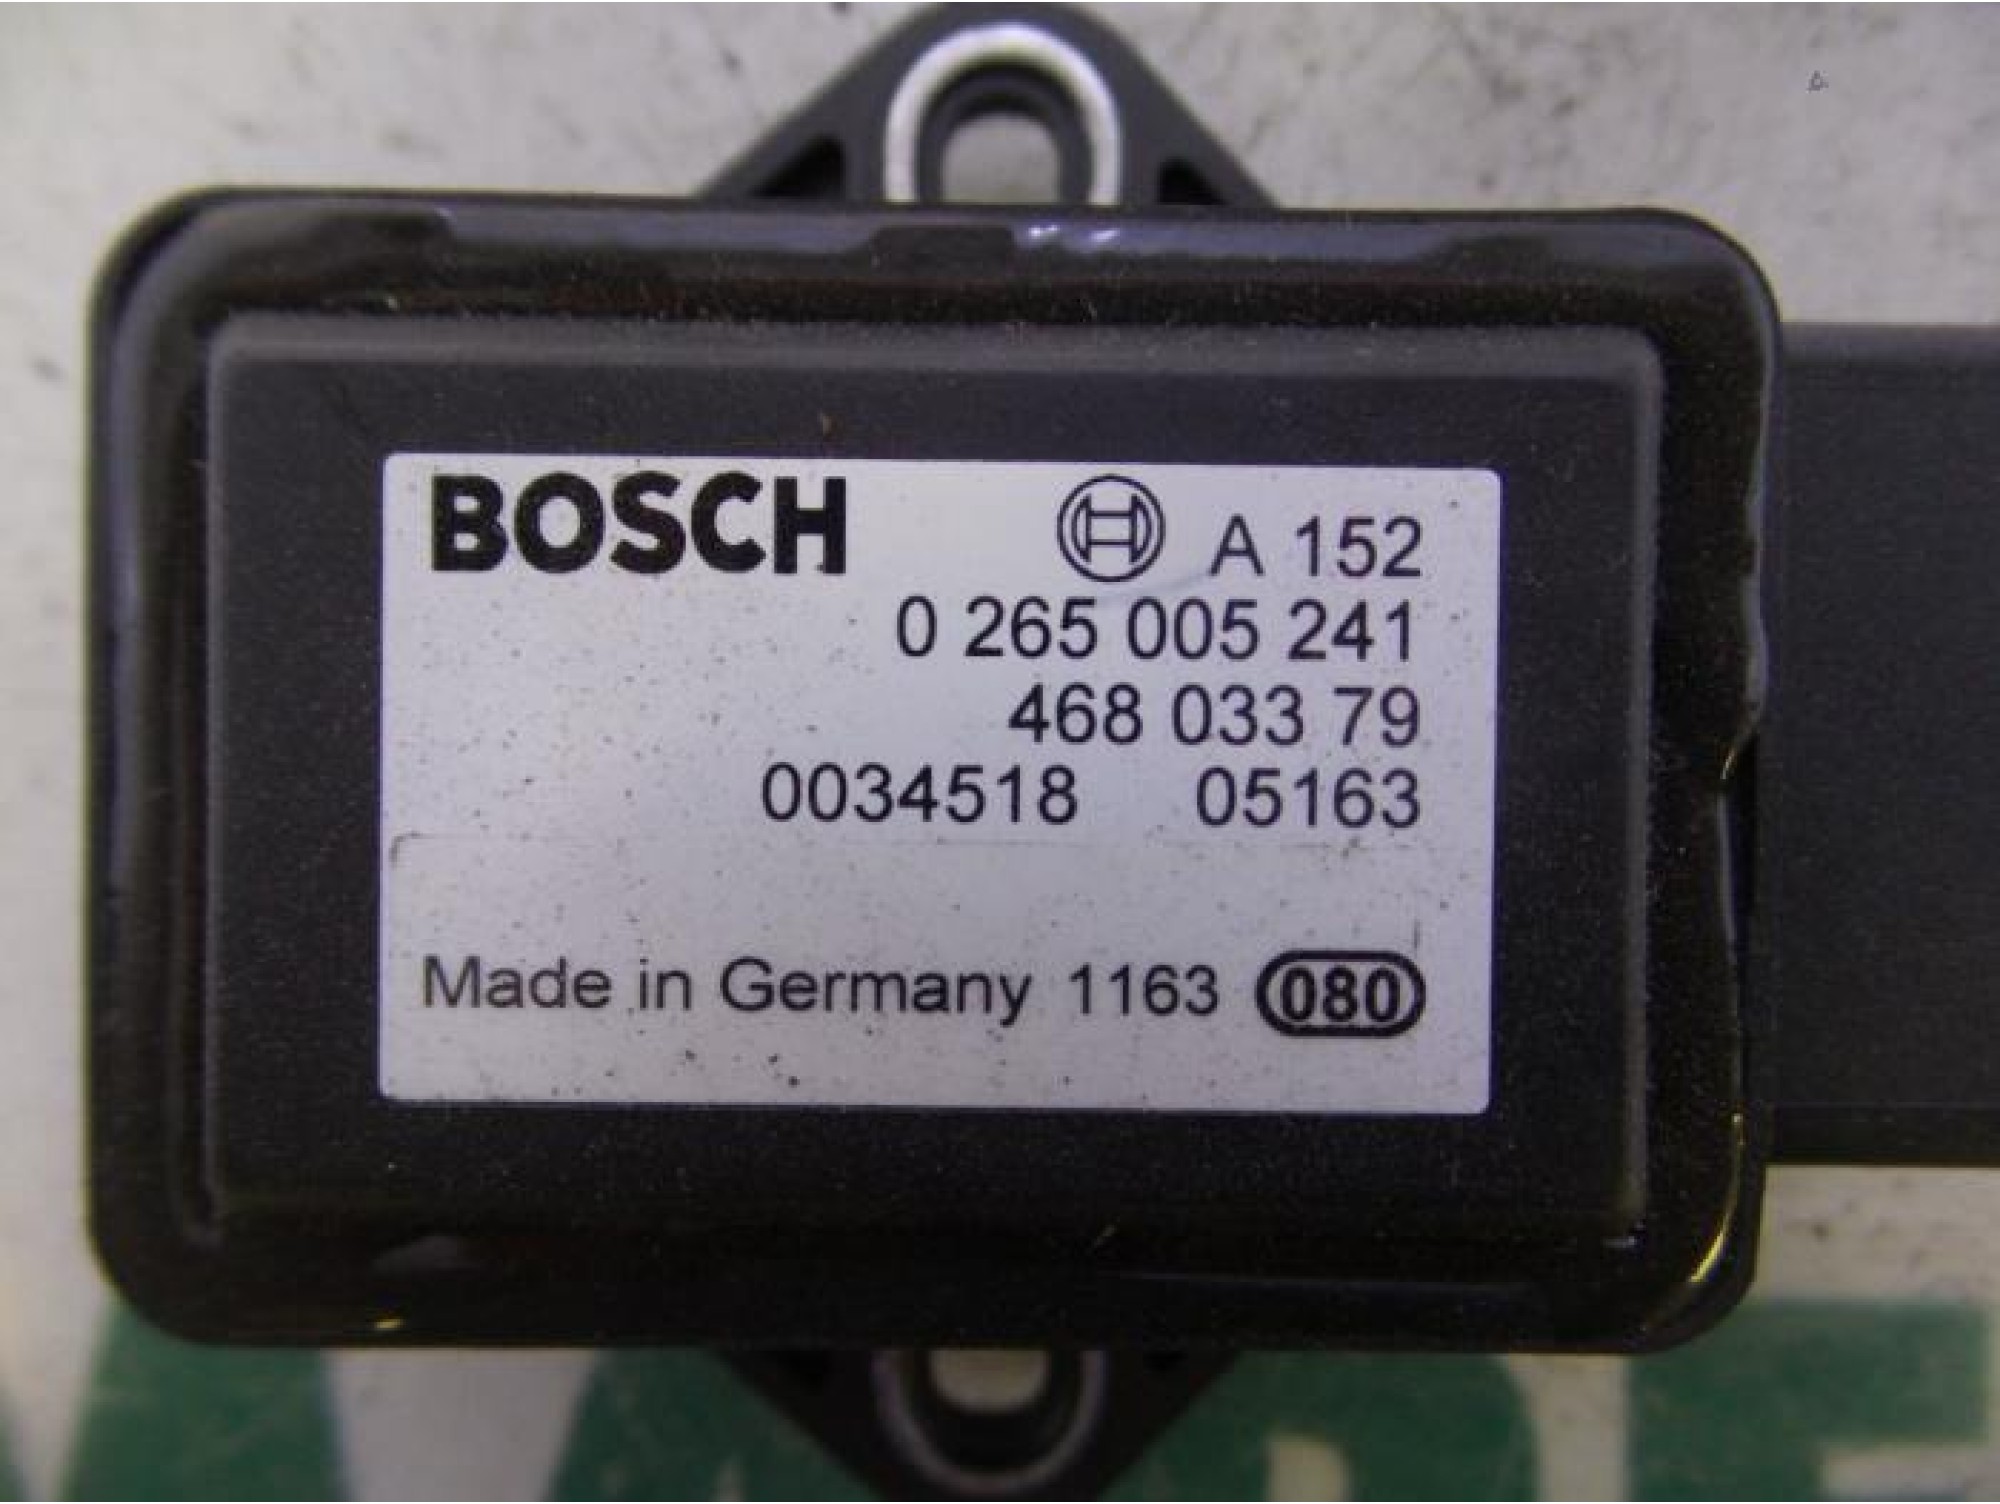 BOSCH A 152
0 265 005 241
468 033 79
0034518 05163
Made in Germany 1163 080